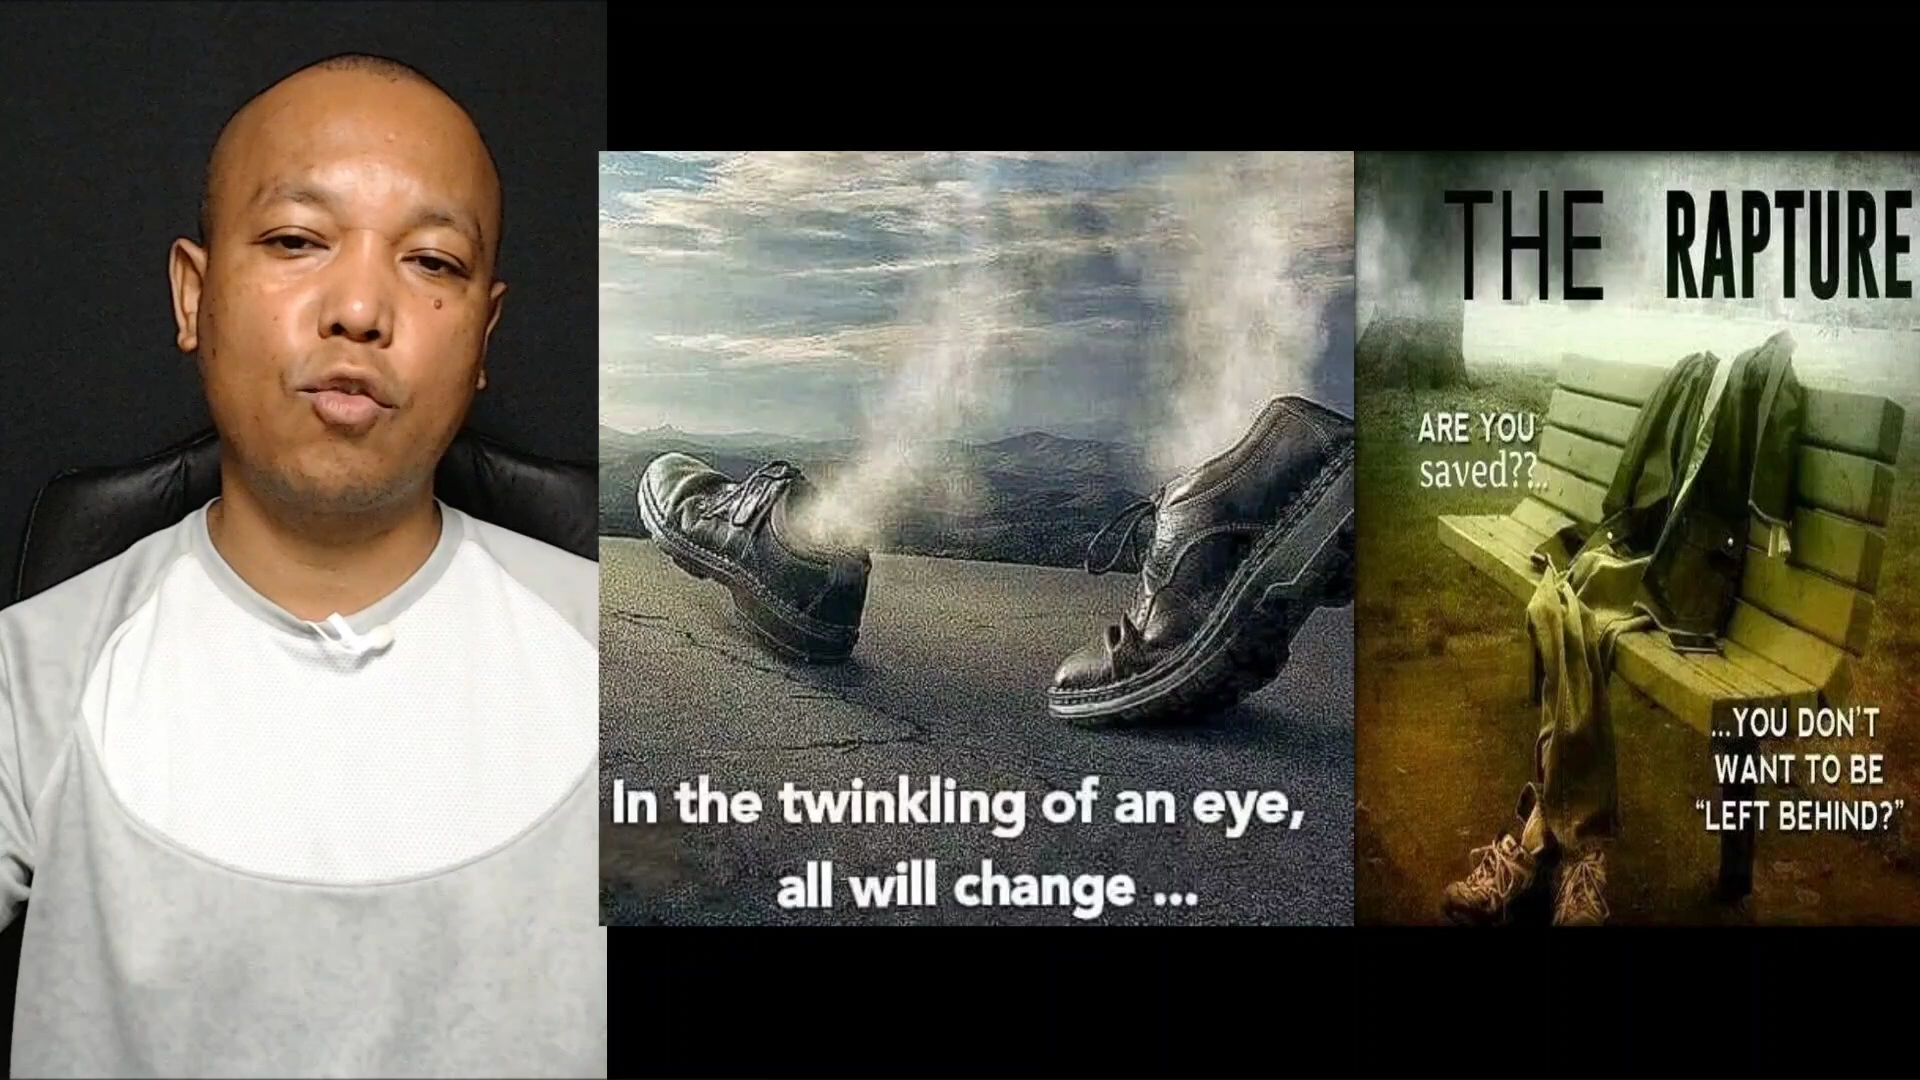 In the twinkling of an eye,
all will change ...
THE RAPTURE
ARE YOU
saved??..
...YOU DON'T
WANT TO BE
“LEFT BEHIND?”